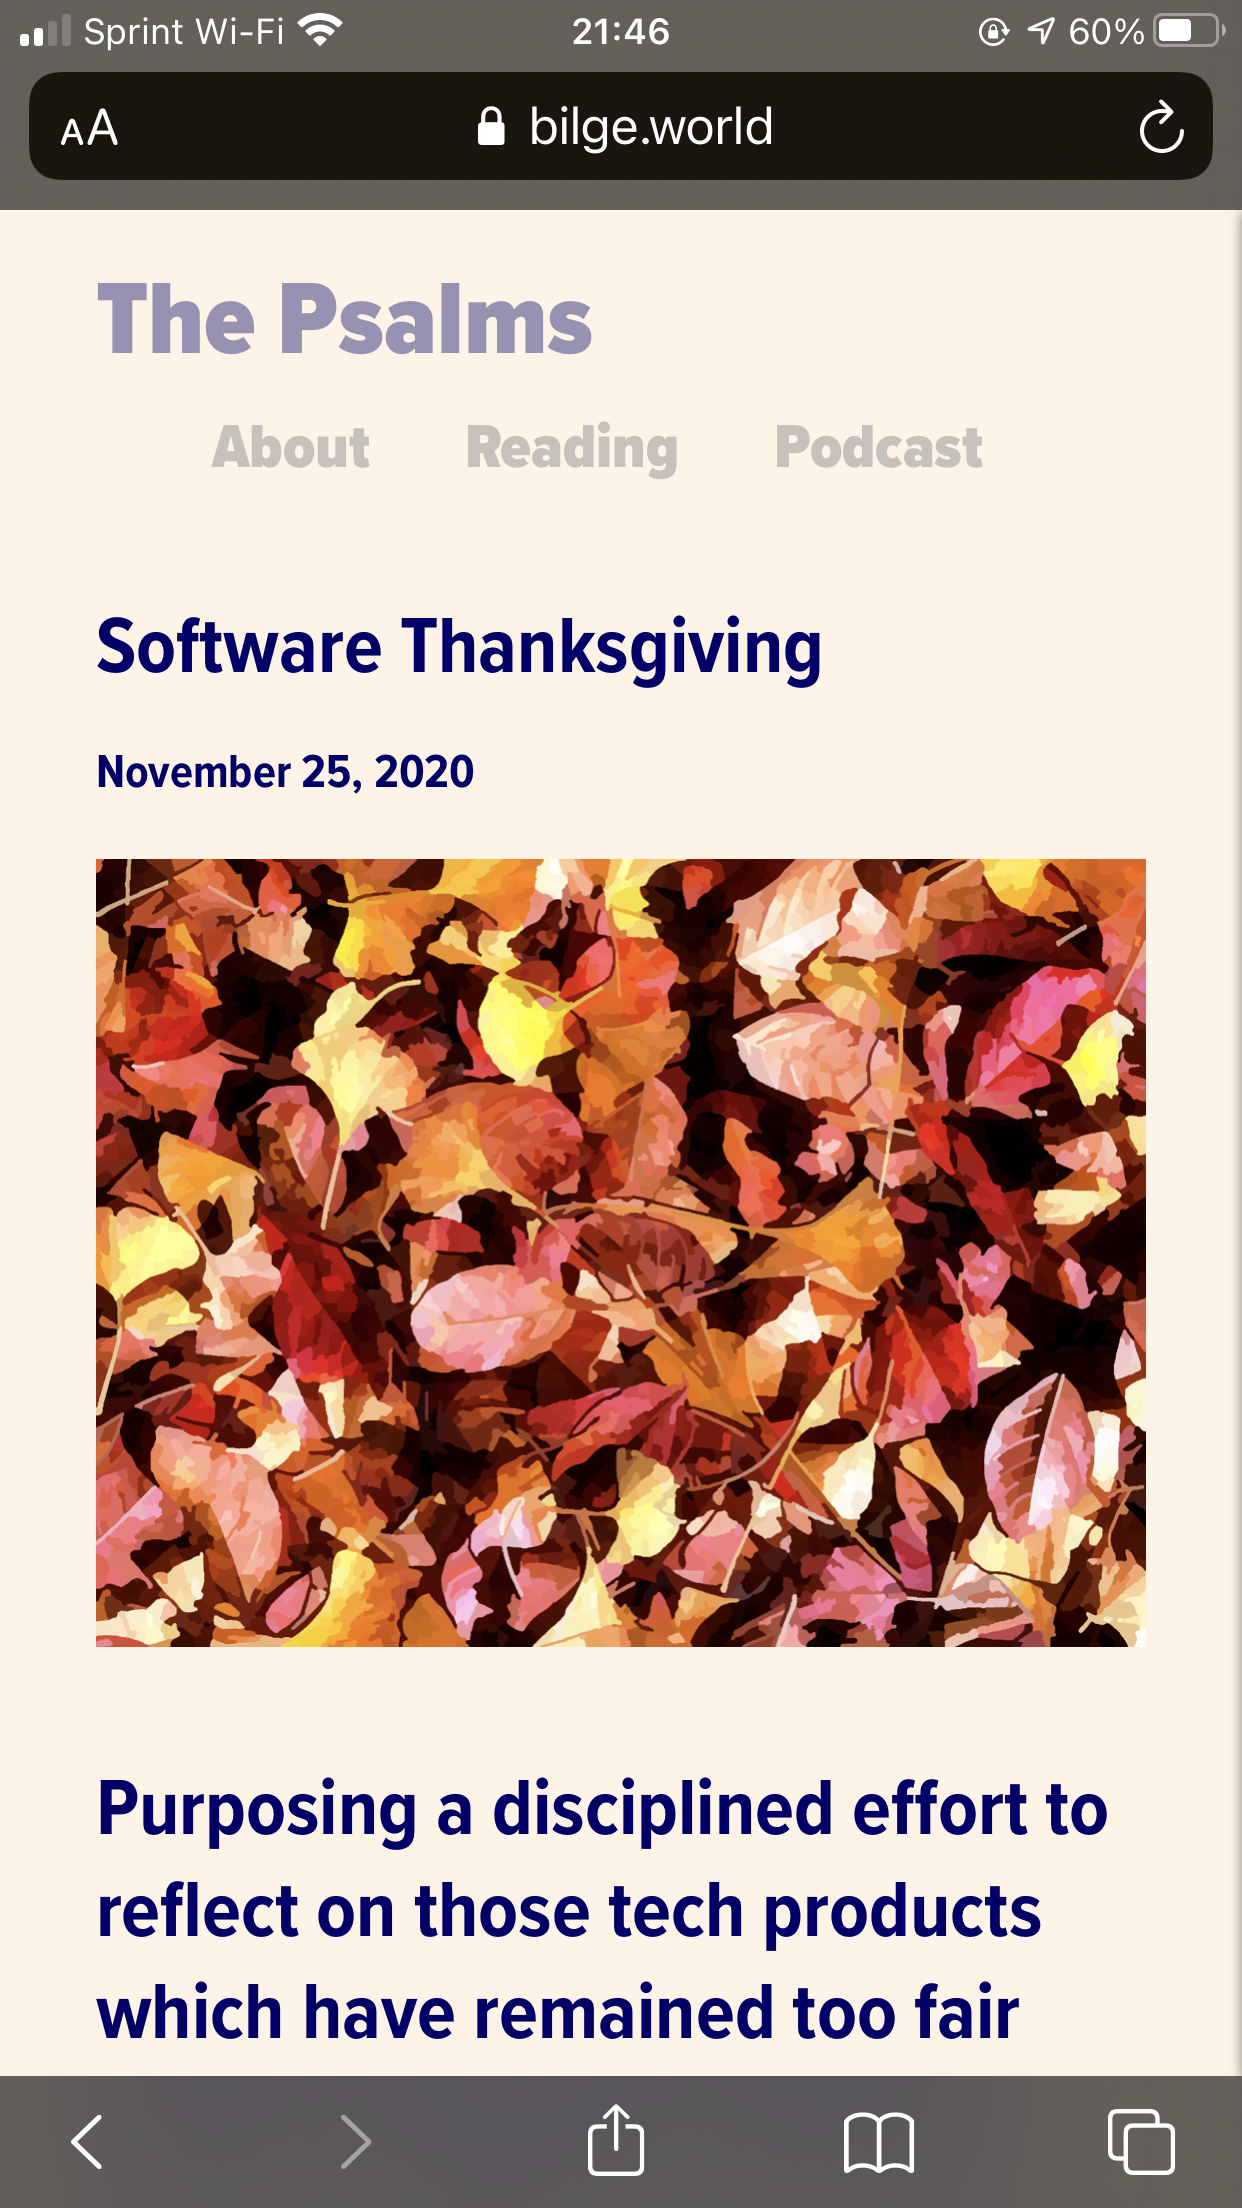 Sprint Wi-Fi 21:46 60%
AA bilge.world
The Psalms
About Reading Podcast
Software Thanksgiving
November 25, 2020
Purposing a disciplined effort to
reflect on those tech products
which have remained too fair